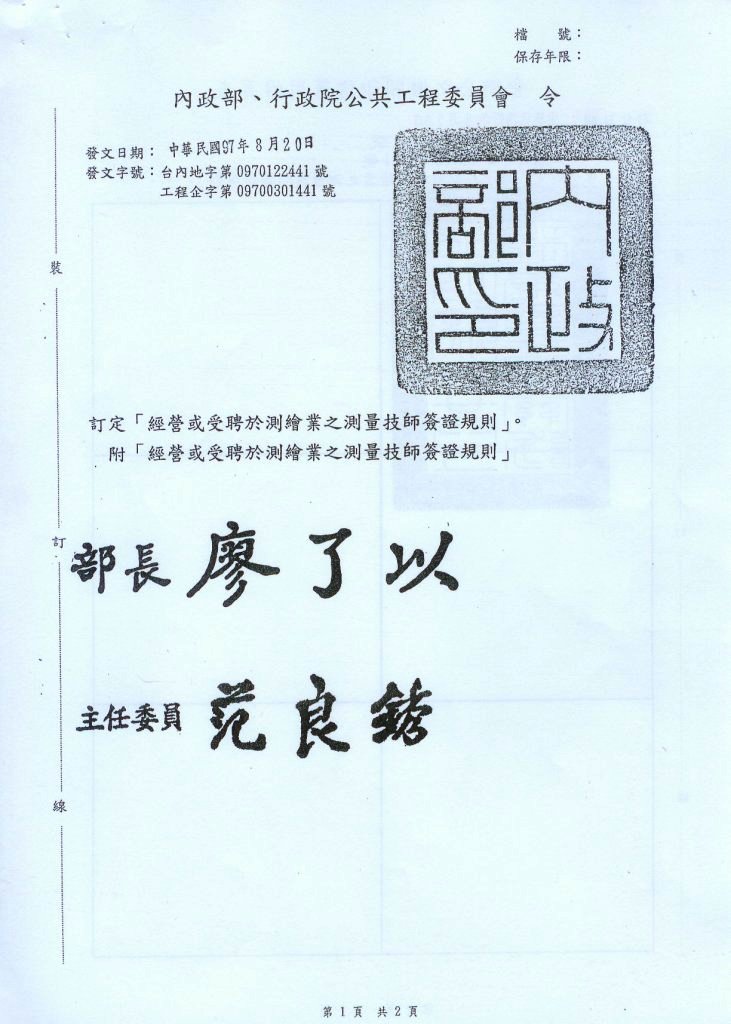 檔　　號：
保存年限：
內政部、行政院公共工程委員會　令
發文日期：中華民國97年8月20日
發文字號：台內地字第0970122441號
工程企字第09700301441號
內政部印
訂定「經營或受聘於測繪業之測量技師簽證規則」。
附「經營或受聘於測繪業之測量技師簽證規則」
部長 廖了以
主任委員 范良銹
裝
訂
線
第1頁 共2頁